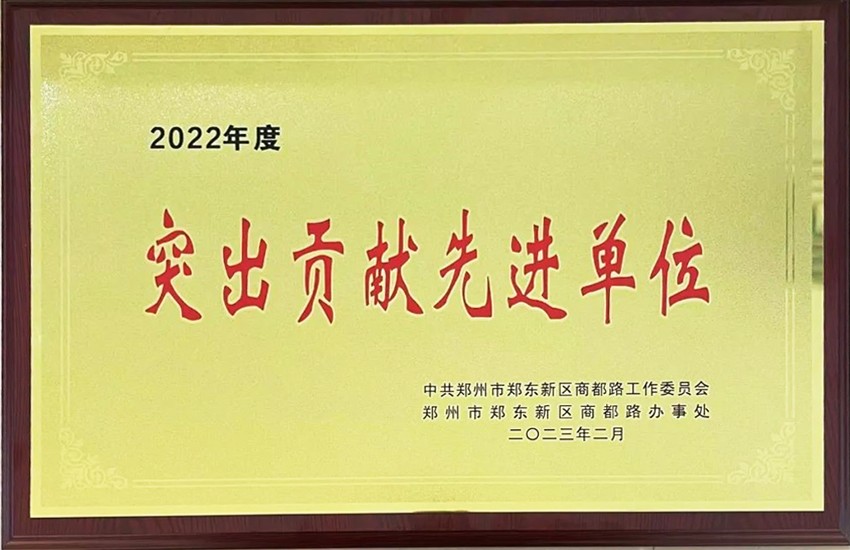 2022年度
突出贡献先进单位
中共郑州市郑东新区商都路工作委员会
郑州市郑东新区商都路办事处
二〇二三年二月